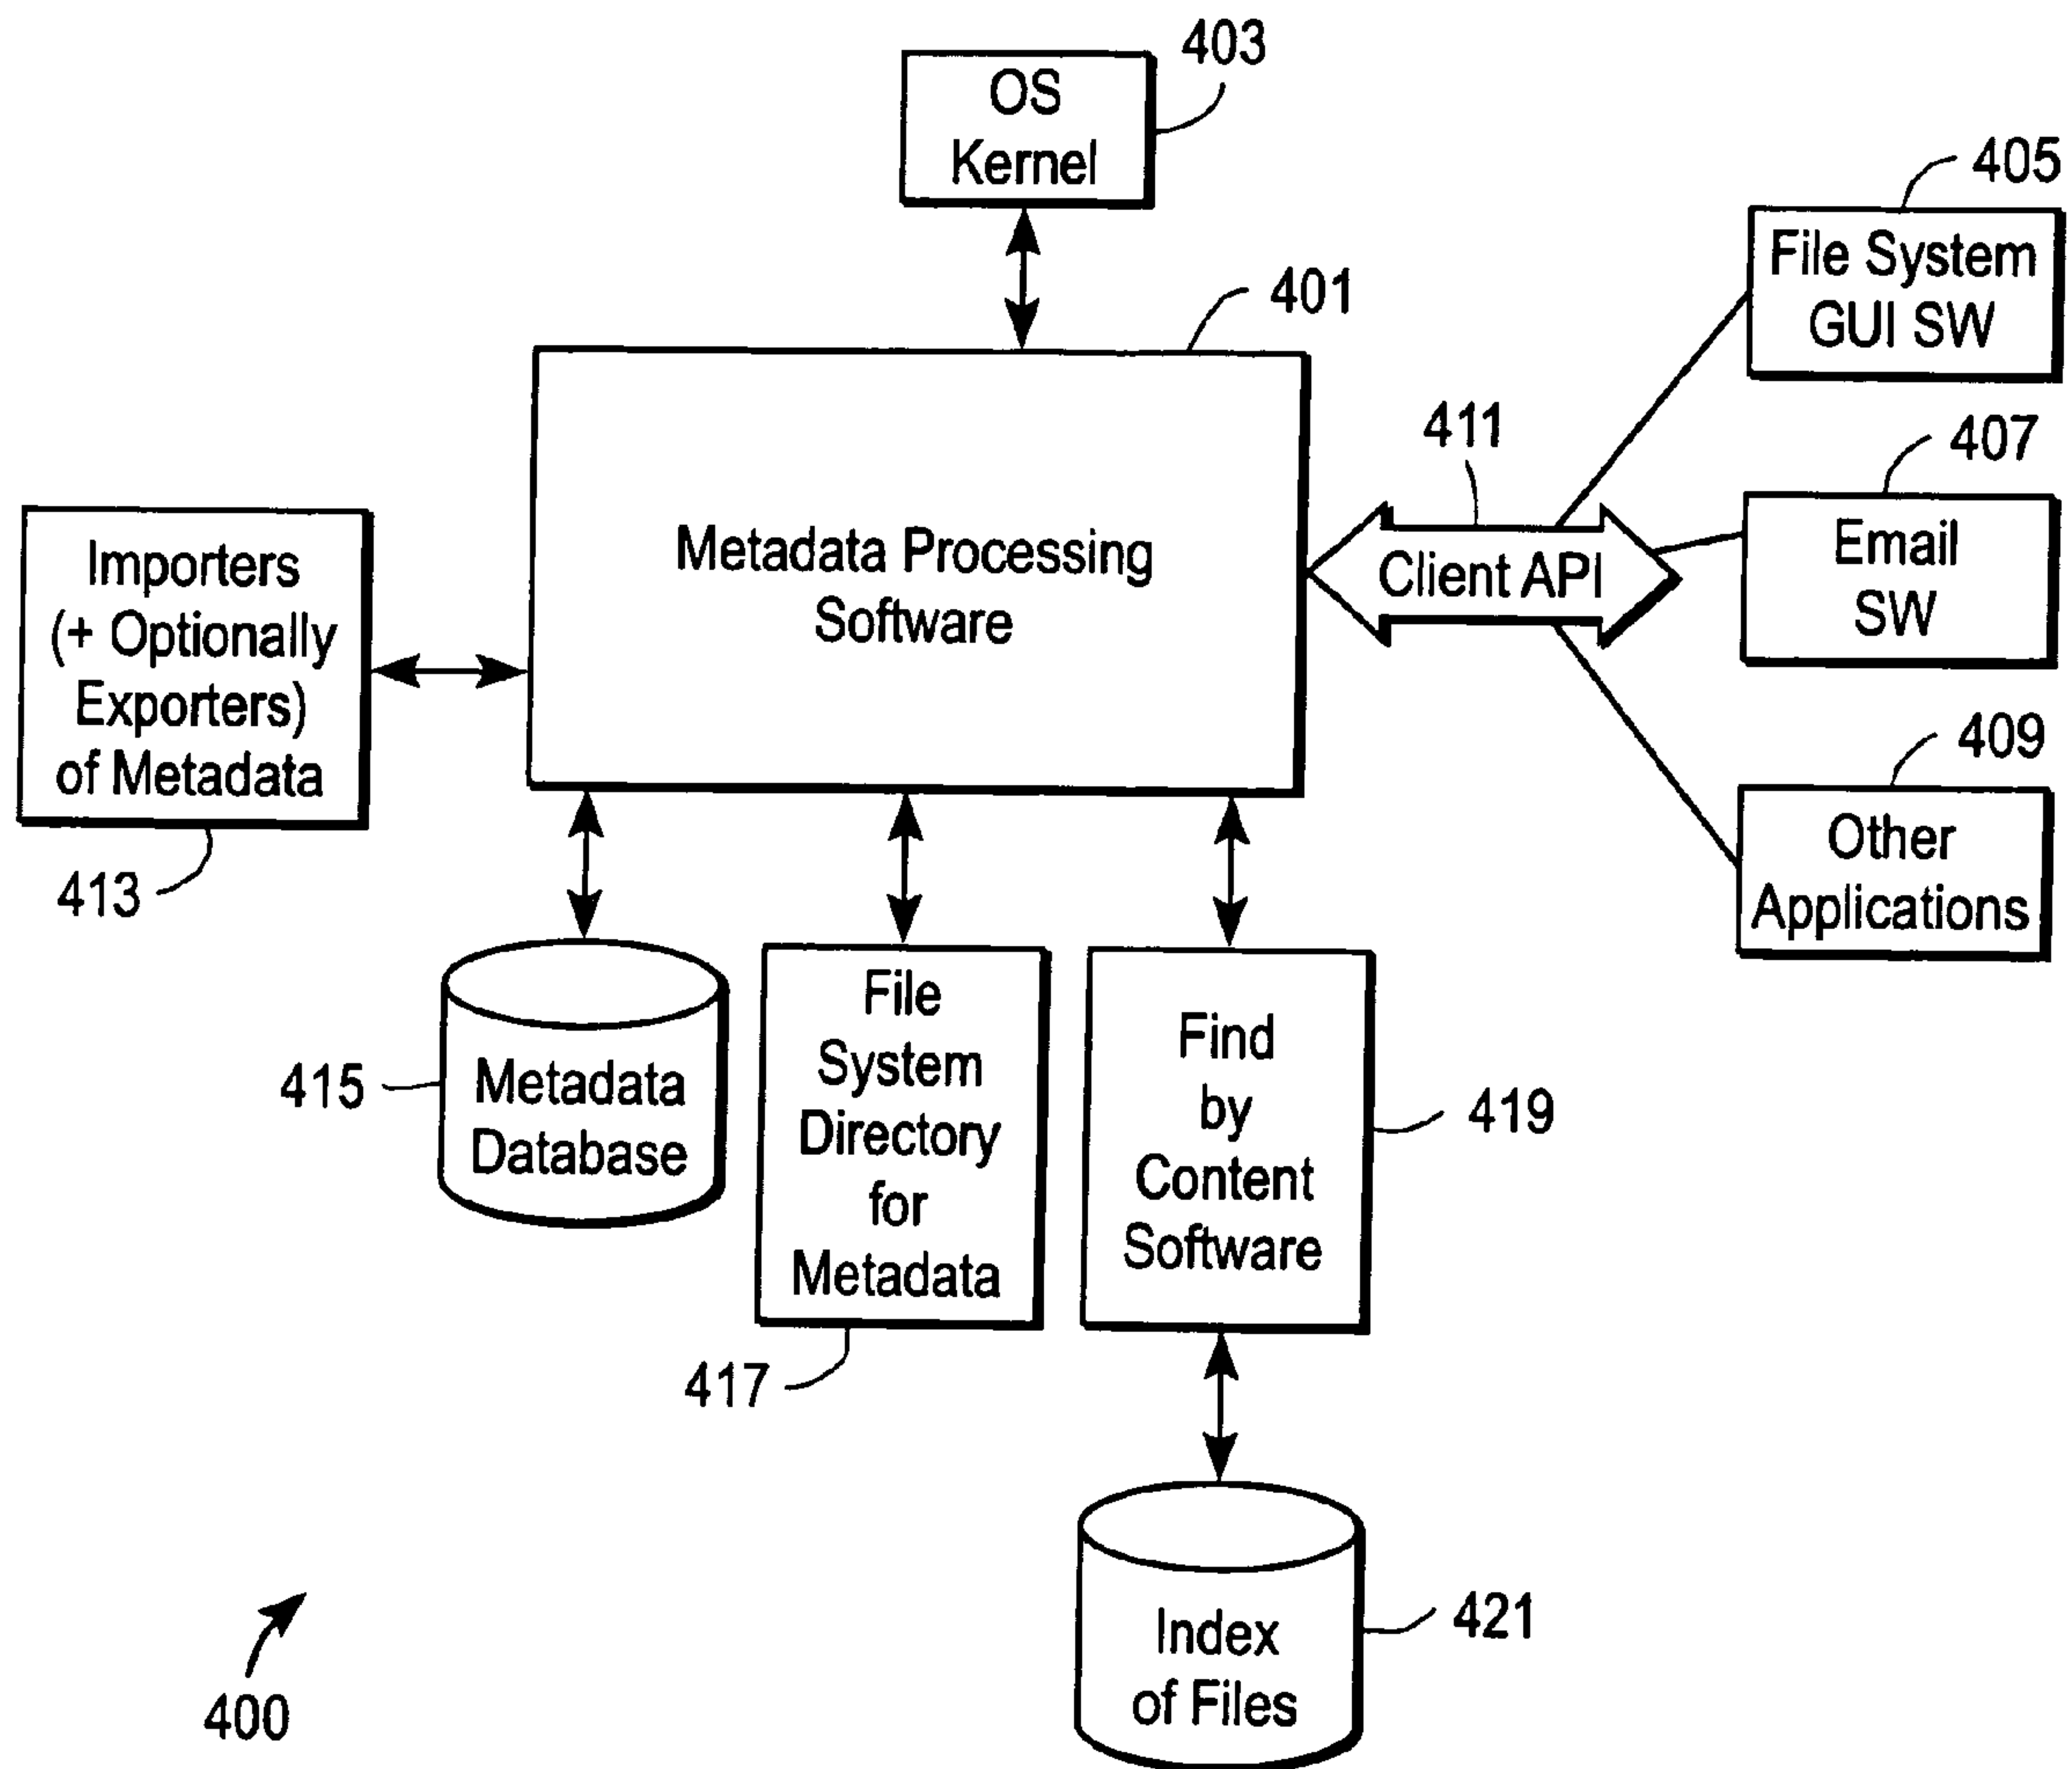 403
OS
Kernel
405
File System
GUI SW
401
411
407
Metadata Processing
Software
Client API
Email
SW
Importers
(+ Optionally
Exporters)
of Metadata
413
409
Other
Applications
415
Metadata
Database
File
System
Directory
for
Metadata
417
Find
by
Content
Software
419
Index
of Files
421
400